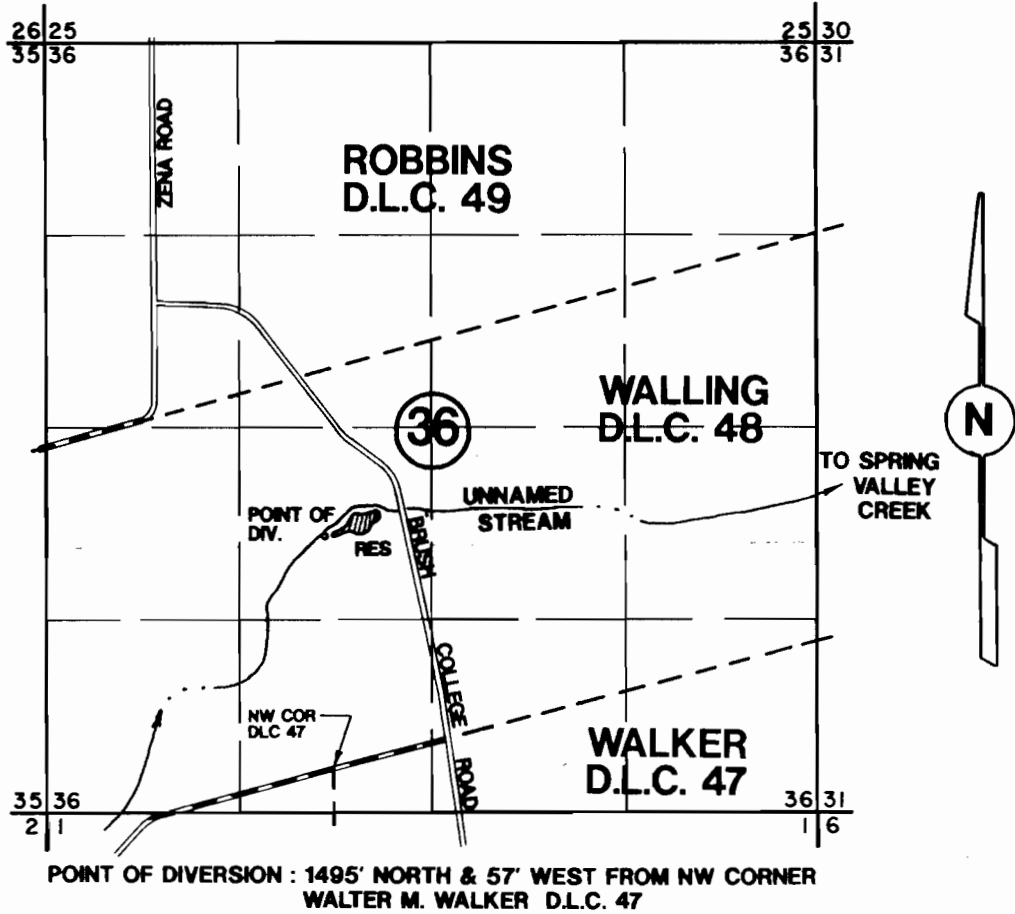 26 25
35 36
25 30
36 31
ZENA ROAD
ROBBINS
D.L.C. 49
36
WALLING
D.L.C. 48
N
TO SPRING
VALLEY
CREEK
UNNAMED
STREAM
POINT OF
DIV.
RES
BRUSH
COLLEGE
ROAD
NW COR
DLC 47
WALKER
D.L.C. 47
35 36
2 1
36 31
1 6
POINT OF DIVERSION : 1495' NORTH & 57' WEST FROM NW CORNER
WALTER M. WALKER D.L.C. 47